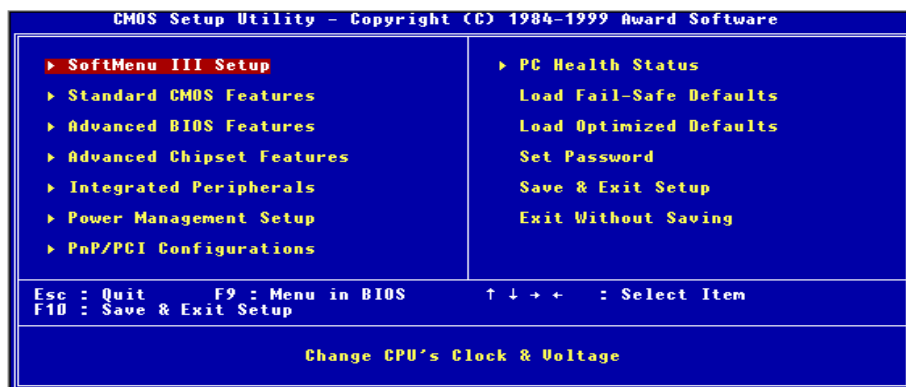 CMOS Setup Utility - Copyright (C) 1984-1999 Award Software
▸ SoftMenu III Setup
▸ Standard CMOS Features
▸ Advanced BIOS Features
▸ Advanced Chipset Features
▸ Integrated Peripherals
▸ Power Management Setup
▸ PnP/PCI Configurations
▸ PC Health Status
Load Fail-Safe Defaults
Load Optimized Defaults
Set Password
Save & Exit Setup
Exit Without Saving
Esc : Quit F9 : Menu in BIOS ↑ ↓ → ← : Select Item
F10 : Save & Exit Setup
Change CPU's Clock & Voltage